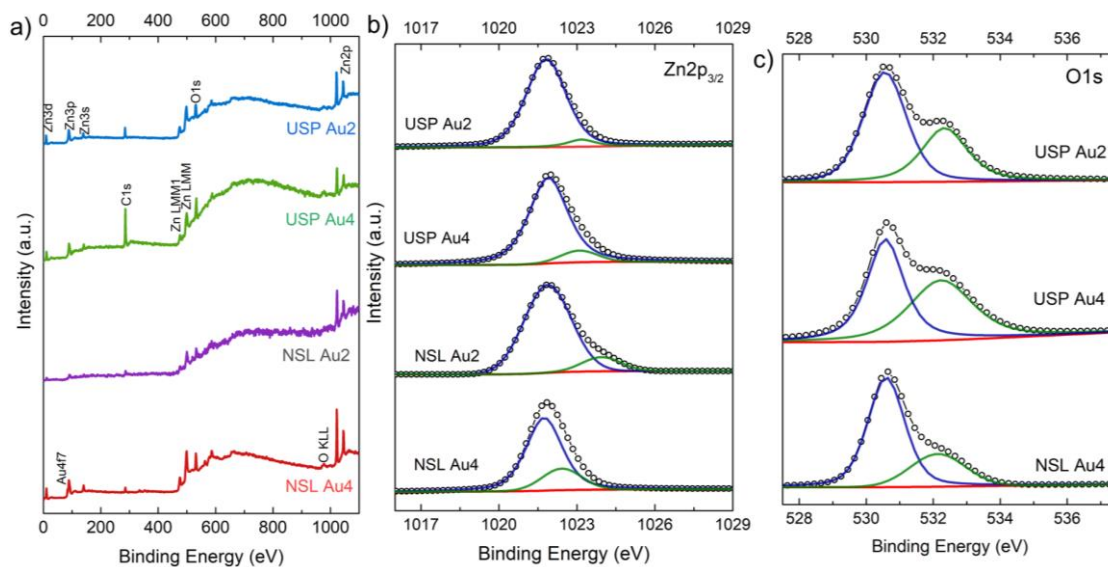 a)
0 200 400 600 800 1000
Zn3d
Zn3p
Zn3s
C1s
Zn LMM1
Zn LMM
O1s
Zn2p
USP Au2
USP Au4
NSL Au2
Au4f7
O KLL
NSL Au4
Intensity (a.u.)
0 200 400 600 800 1000
Binding Energy (eV)
b)
1017 1020 1023 1026 1029
Zn2p3/2
USP Au2
USP Au4
NSL Au2
NSL Au4
Intensity (a.u.)
1017 1020 1023 1026 1029
Binding Energy (eV)
c)
528 530 532 534 536
O1s
USP Au2
USP Au4
NSL Au4
528 530 532 534 536
Binding Energy (eV)